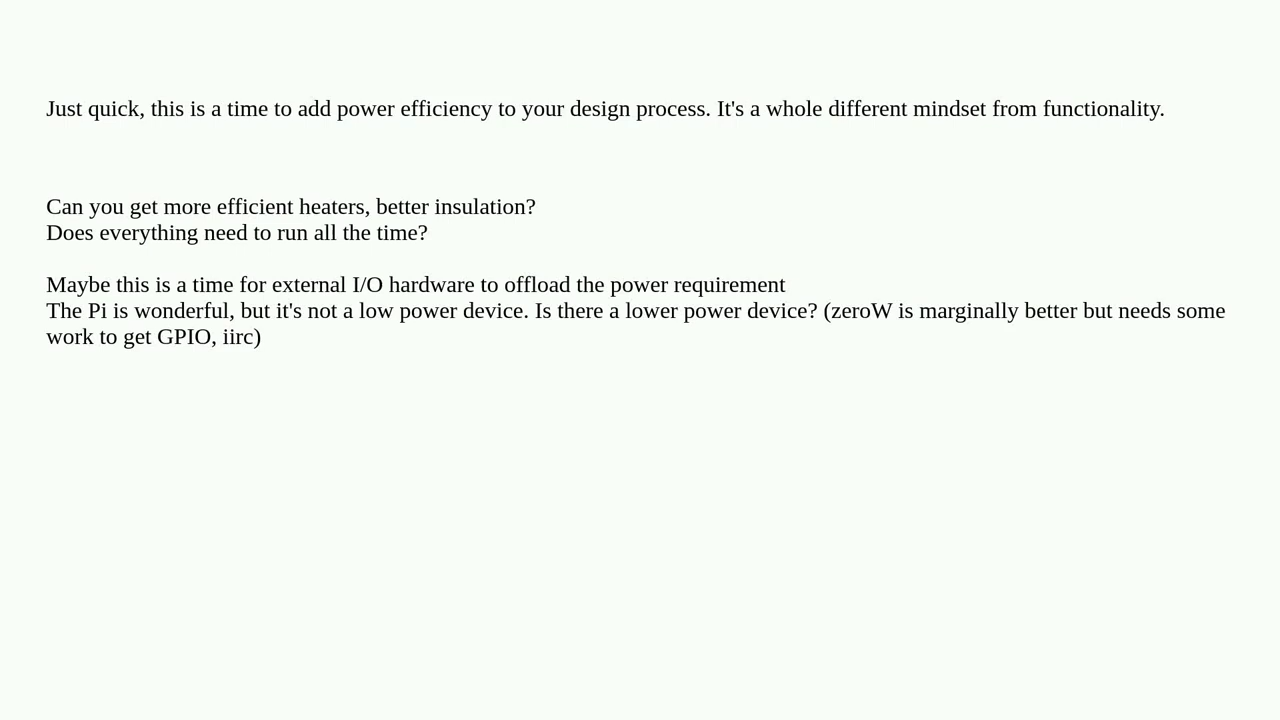 Just quick, this is a time to add power efficiency to your design process. It's a whole different mindset from functionality.
Can you get more efficient heaters, better insulation?
Does everything need to run all the time?
Maybe this is a time for external I/O hardware to offload the power requirement
The Pi is wonderful, but it's not a low power device. Is there a lower power device? (zeroW is marginally better but needs some
work to get GPIO, iirc)